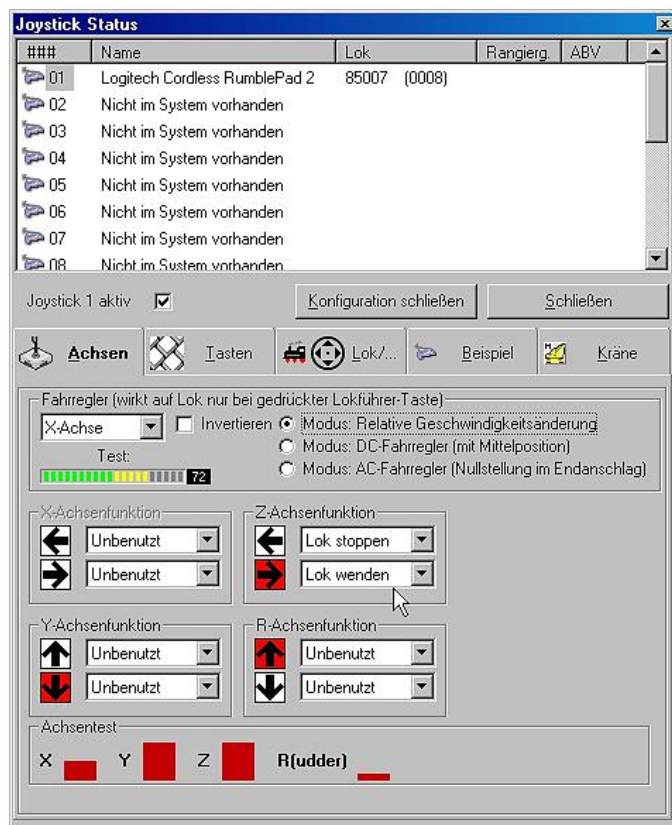 Joystick Status
### Name Lok Rangierg. ABV
01 Logitech Cordless RumblePad 2 85007 (0008)
02 Nicht im System vorhanden
03 Nicht im System vorhanden
04 Nicht im System vorhanden
05 Nicht im System vorhanden
06 Nicht im System vorhanden
07 Nicht im System vorhanden
08 Nicht im System vorhanden
Joystick 1 aktiv Konfiguration schließen Schließen
Achsen Tasten Lok/... Beispiel Kräne
Fahrregler (wirkt auf Lok nur bei gedrückter Lokführer-Taste)
X-Achse Invertieren Modus: Relative Geschwindigkeitsänderung
Modus: DC-Fahrregler (mit Mittelposition)
Test:
Modus: AC-Fahrregler (Nullstellung im Endanschlag)
72
X-Achsenfunktion Z-Achsenfunktion
Unbenutzt Lok stoppen
Unbenutzt Lok wenden
Y-Achsenfunktion R-Achsenfunktion
Unbenutzt Unbenutzt
Unbenutzt Unbenutzt
Achsentest
X Y Z R(udder)